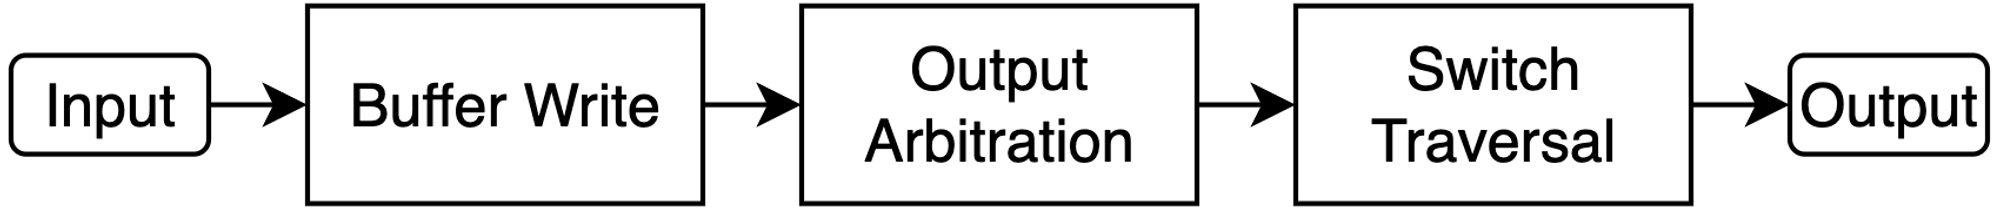 Input
Buffer Write
Output
Arbitration
Switch
Traversal
Output